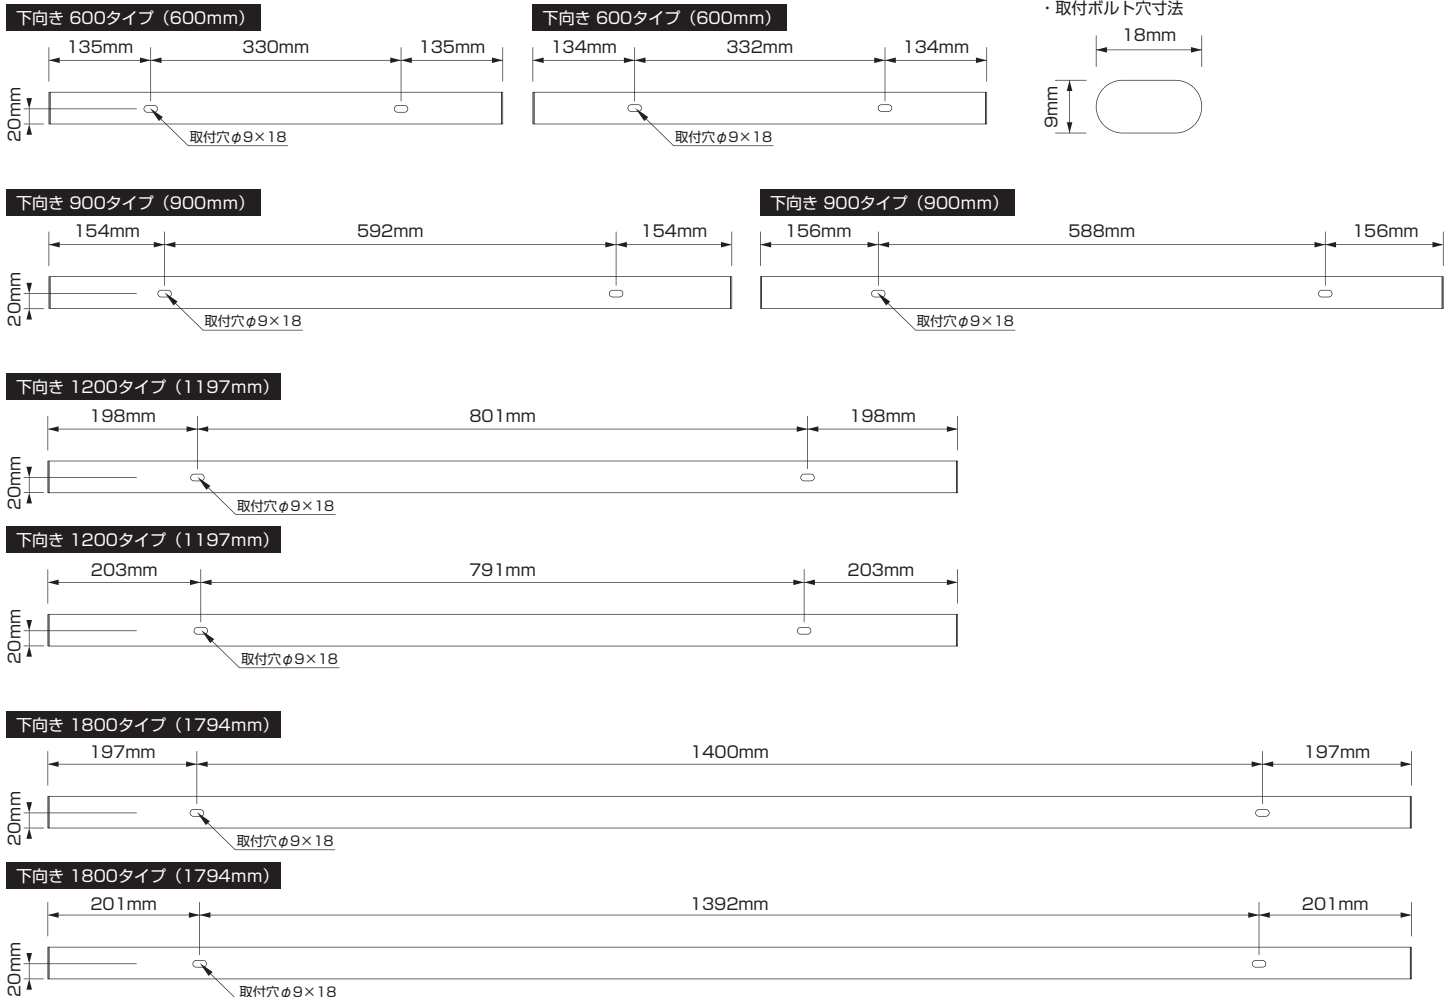 下向き 600タイプ（600mm）
135mm 330mm 135mm
20mm
取付穴φ9×18
下向き 600タイプ（600mm）
134mm 332mm 134mm
取付穴φ9×18
・取付ボルト穴寸法
18mm
9mm
下向き 900タイプ（900mm）
154mm 592mm 154mm
20mm
取付穴φ9×18
下向き 900タイプ（900mm）
156mm 588mm 156mm
取付穴φ9×18
下向き 1200タイプ（1197mm）
198mm 801mm 198mm
20mm
取付穴φ9×18
下向き 1200タイプ（1197mm）
203mm 791mm 203mm
20mm
取付穴φ9×18
下向き 1800タイプ（1794mm）
197mm 1400mm 197mm
20mm
取付穴φ9×18
下向き 1800タイプ（1794mm）
201mm 1392mm 201mm
20mm
取付穴φ9×18